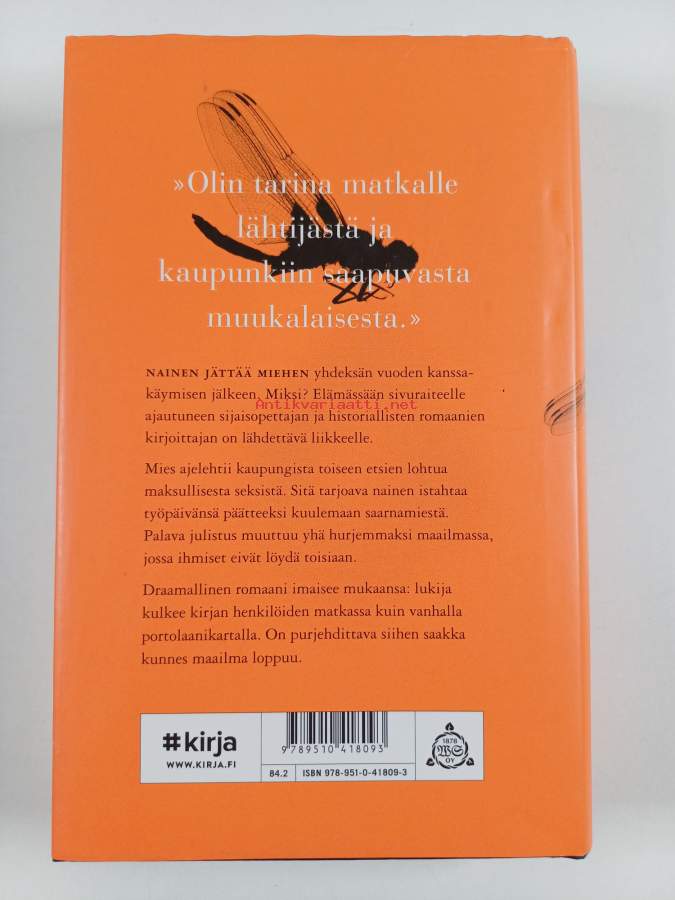 »Olin tarina matkalle
lähtijästä ja
kaupunkiin saapuvasta
muukalaisesta.»
NAINEN JÄTTÄÄ MIEHEN yhdeksän vuoden kanssa-
käymisen jälkeen. Miksi? Elämässään sivuraiteelle
Antikvariaatti.net
ajautuneen sijaisopettajan ja historiallisten romaanien
kirjoittajan on lähdettävä liikkeelle.
Mies ajelehtii kaupungista toiseen etsien lohtua
maksullisesta seksistä. Sitä tarjoava nainen istahtaa
työpäivänsä päätteeksi kuulemaan saarnamiestä.
Palava julistus muuttuu yhä hurjemmaksi maailmassa,
jossa ihmiset eivät löydä toisiaan.
Draamallinen romaani imaisee mukaansa: lukija
kulkee kirjan henkilöiden matkassa kuin vanhalla
portolaanikartalla. On purjehdittava siihen saakka
kunnes maailma loppuu.
#kirja
WWW.KIRJA.FI
9 789510 418093
84.2
ISBN 978-951-0-41809-3
1878
WS
OY